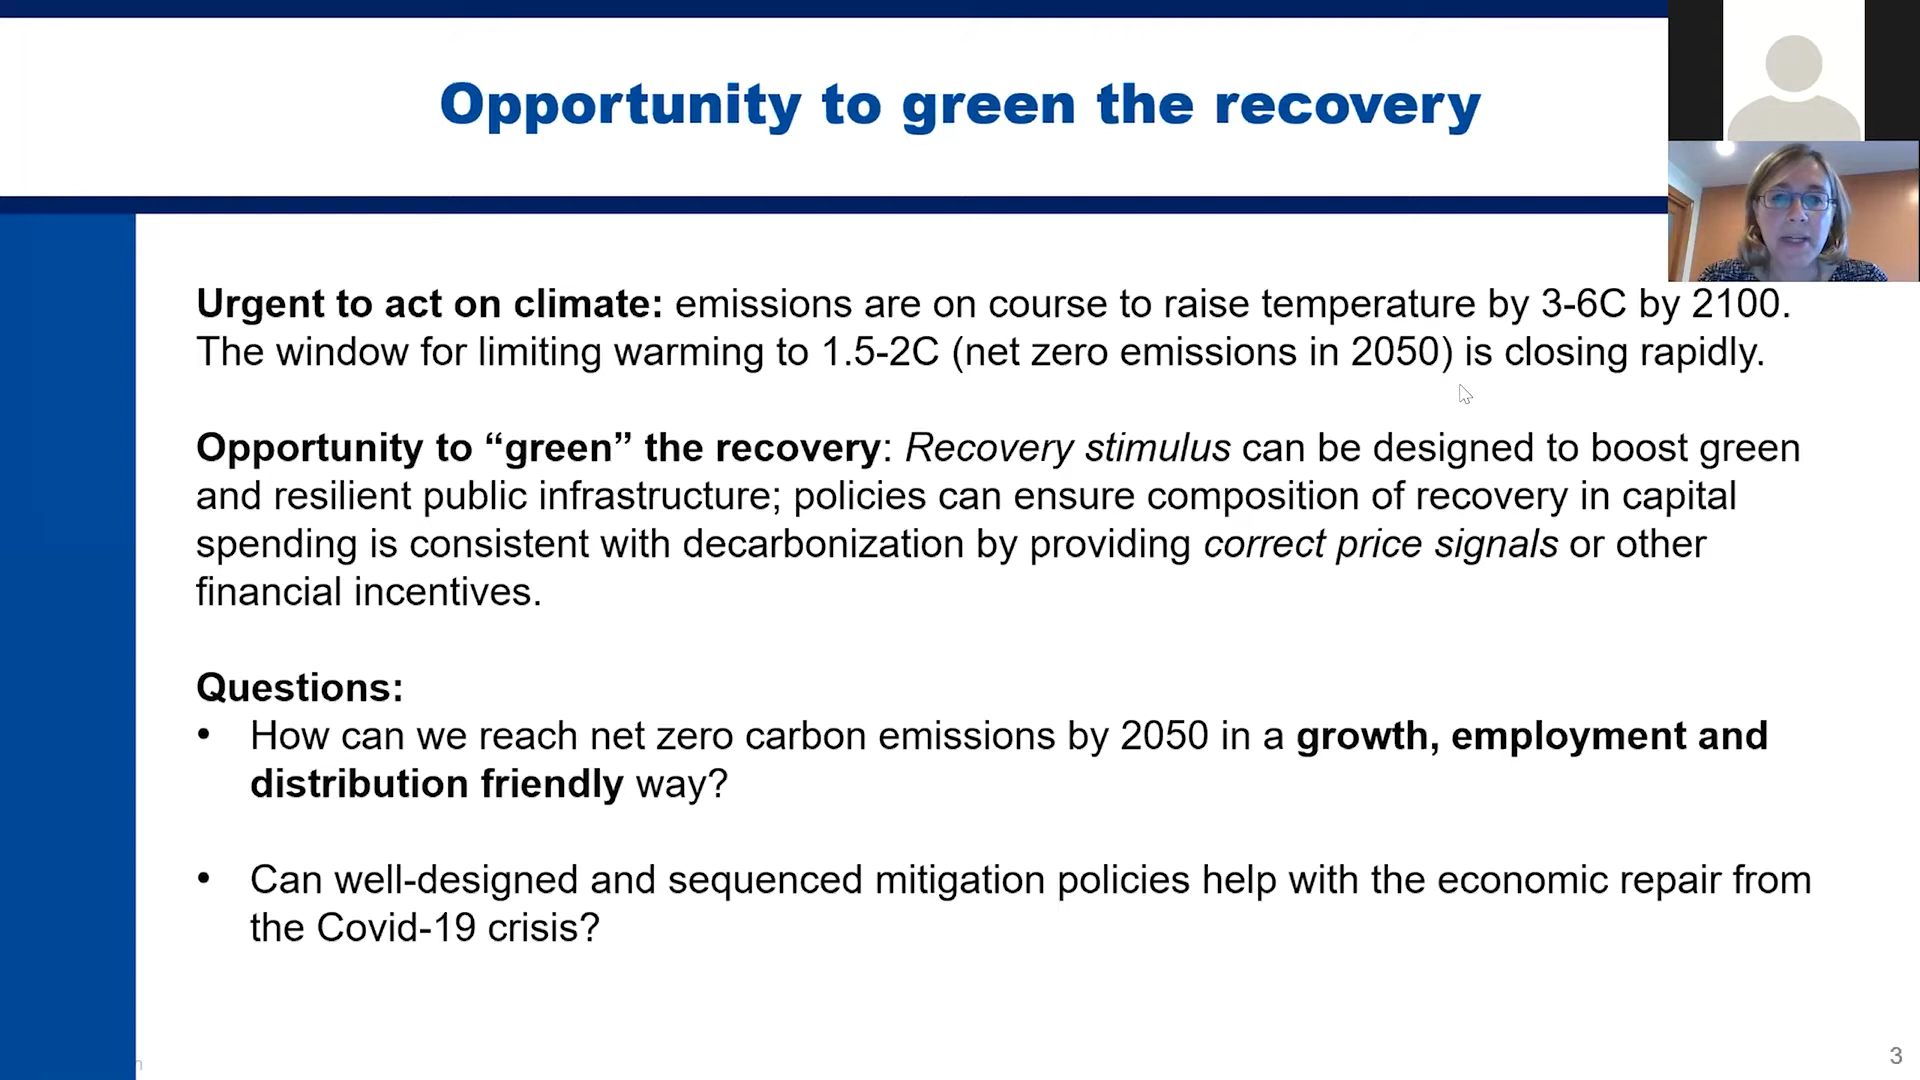 Opportunity to green the recovery
Urgent to act on climate: emissions are on course to raise temperature by 3-6C by 2100.
The window for limiting warming to 1.5-2C (net zero emissions in 2050) is closing rapidly.
Opportunity to “green” the recovery: Recovery stimulus can be designed to boost green
and resilient public infrastructure; policies can ensure composition of recovery in capital
spending is consistent with decarbonization by providing correct price signals or other
financial incentives.
Questions:
• How can we reach net zero carbon emissions by 2050 in a growth, employment and
distribution friendly way?
• Can well-designed and sequenced mitigation policies help with the economic repair from
the Covid-19 crisis?
3